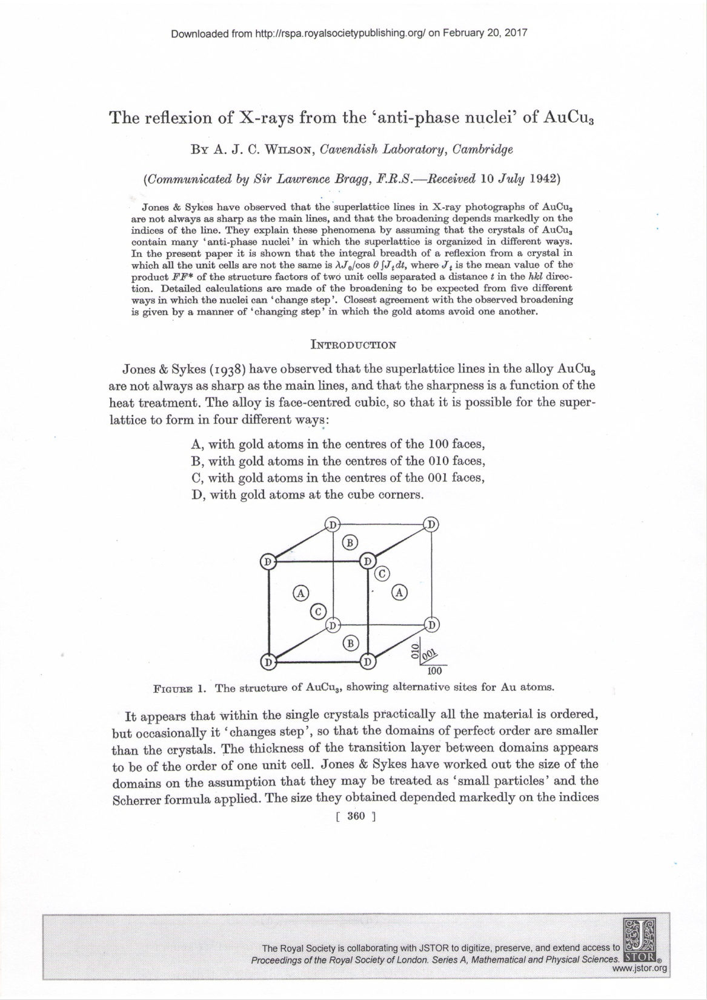 Downloaded from http://rspa.royalsocietypublishing.org/ on February 20, 2017
The reflexion of X-rays from the ‘anti-phase nuclei’ of AuCu₃
BY A. J. C. WILSON, Cavendish Laboratory, Cambridge
(Communicated by Sir Lawrence Bragg, F.R.S.—Received 10 July 1942)
Jones & Sykes have observed that the superlattice lines in X-ray photographs of AuCu₃
are not always as sharp as the main lines, and that the broadening depends markedly on the
indices of the line. They explain these phenomena by assuming that the crystals of AuCu₃
contain many ‘anti-phase nuclei’ in which the superlattice is organized in different ways.
In the present paper it is shown that the integral breadth of a reflexion from a crystal in
which all the unit cells are not the same is λJ₀/cos θ ∫Jₜdt, where Jₜ is the mean value of the
product FF* of the structure factors of two unit cells separated a distance t in the hkl direc-
tion. Detailed calculations are made of the broadening to be expected from five different
ways in which the nuclei can ‘change step’. Closest agreement with the observed broadening
is given by a manner of ‘changing step’ in which the gold atoms avoid one another.
INTRODUCTION
Jones & Sykes (1938) have observed that the superlattice lines in the alloy AuCu₃
are not always as sharp as the main lines, and that the sharpness is a function of the
heat treatment. The alloy is face-centred cubic, so that it is possible for the super-
lattice to form in four different ways:
A, with gold atoms in the centres of the 100 faces,
B, with gold atoms in the centres of the 010 faces,
C, with gold atoms in the centres of the 001 faces,
D, with gold atoms at the cube corners.
D D
B
D D
C
A A
C
D D
B
D D
010
001
100
FIGURE 1. The structure of AuCu₃, showing alternative sites for Au atoms.
It appears that within the single crystals practically all the material is ordered,
but occasionally it ‘changes step’, so that the domains of perfect order are smaller
than the crystals. The thickness of the transition layer between domains appears
to be of the order of one unit cell. Jones & Sykes have worked out the size of the
domains on the assumption that they may be treated as ‘small particles’ and the
Scherrer formula applied. The size they obtained depended markedly on the indices
[ 360 ]
The Royal Society is collaborating with JSTOR to digitize, preserve, and extend access to
Proceedings of the Royal Society of London. Series A, Mathematical and Physical Sciences.
J
STOR ®
www.jstor.org